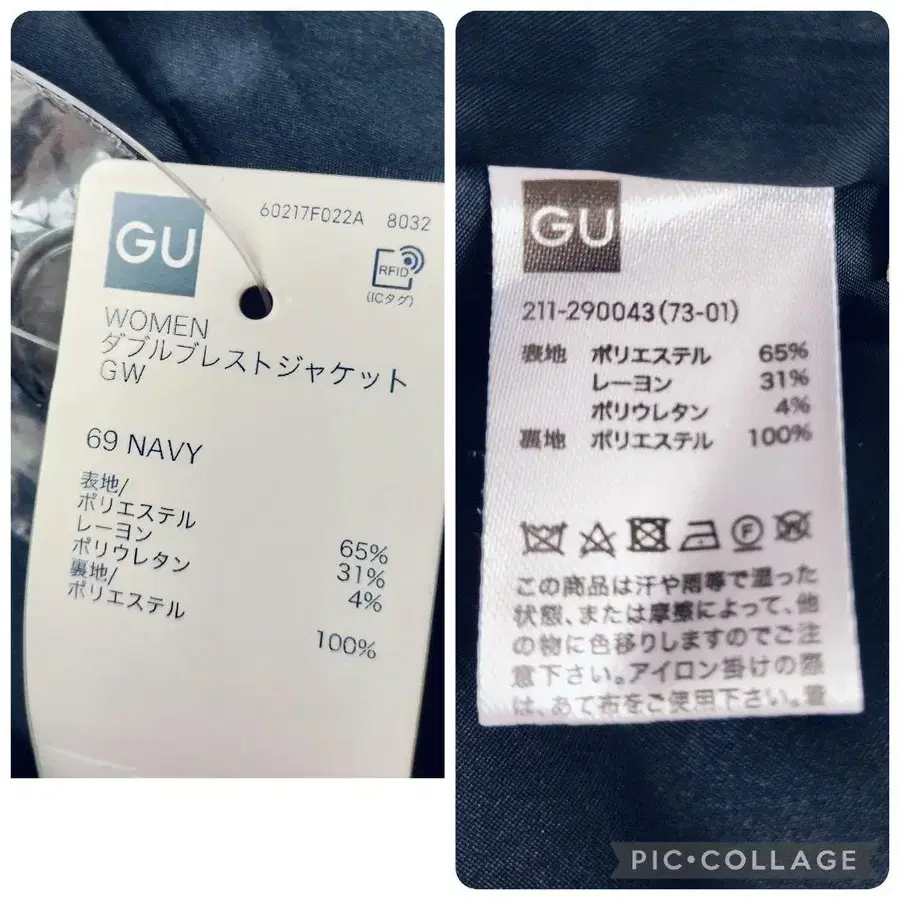 GU
60217F022A 8032
RFID
(ICタグ)
WOMEN
ダブルブレストジャケット
GW
69 NAVY
表地/
ポリエステル
レーヨン
ポリウレタン
裏地/
ポリエステル
65%
31%
4%
100%
GU
211-290043(73-01)
表地 ポリエステル 65%
レーヨン 31%
ポリウレタン 4%
裏地 ポリエステル 100%
F
W
この商品は汗や雨等で湿った
状態、または摩擦によって、他
の物に色移りしますのでご注
意下さい。アイロン掛けの際
は、あて布をご使用下さい。着
PIC•COLLAGE